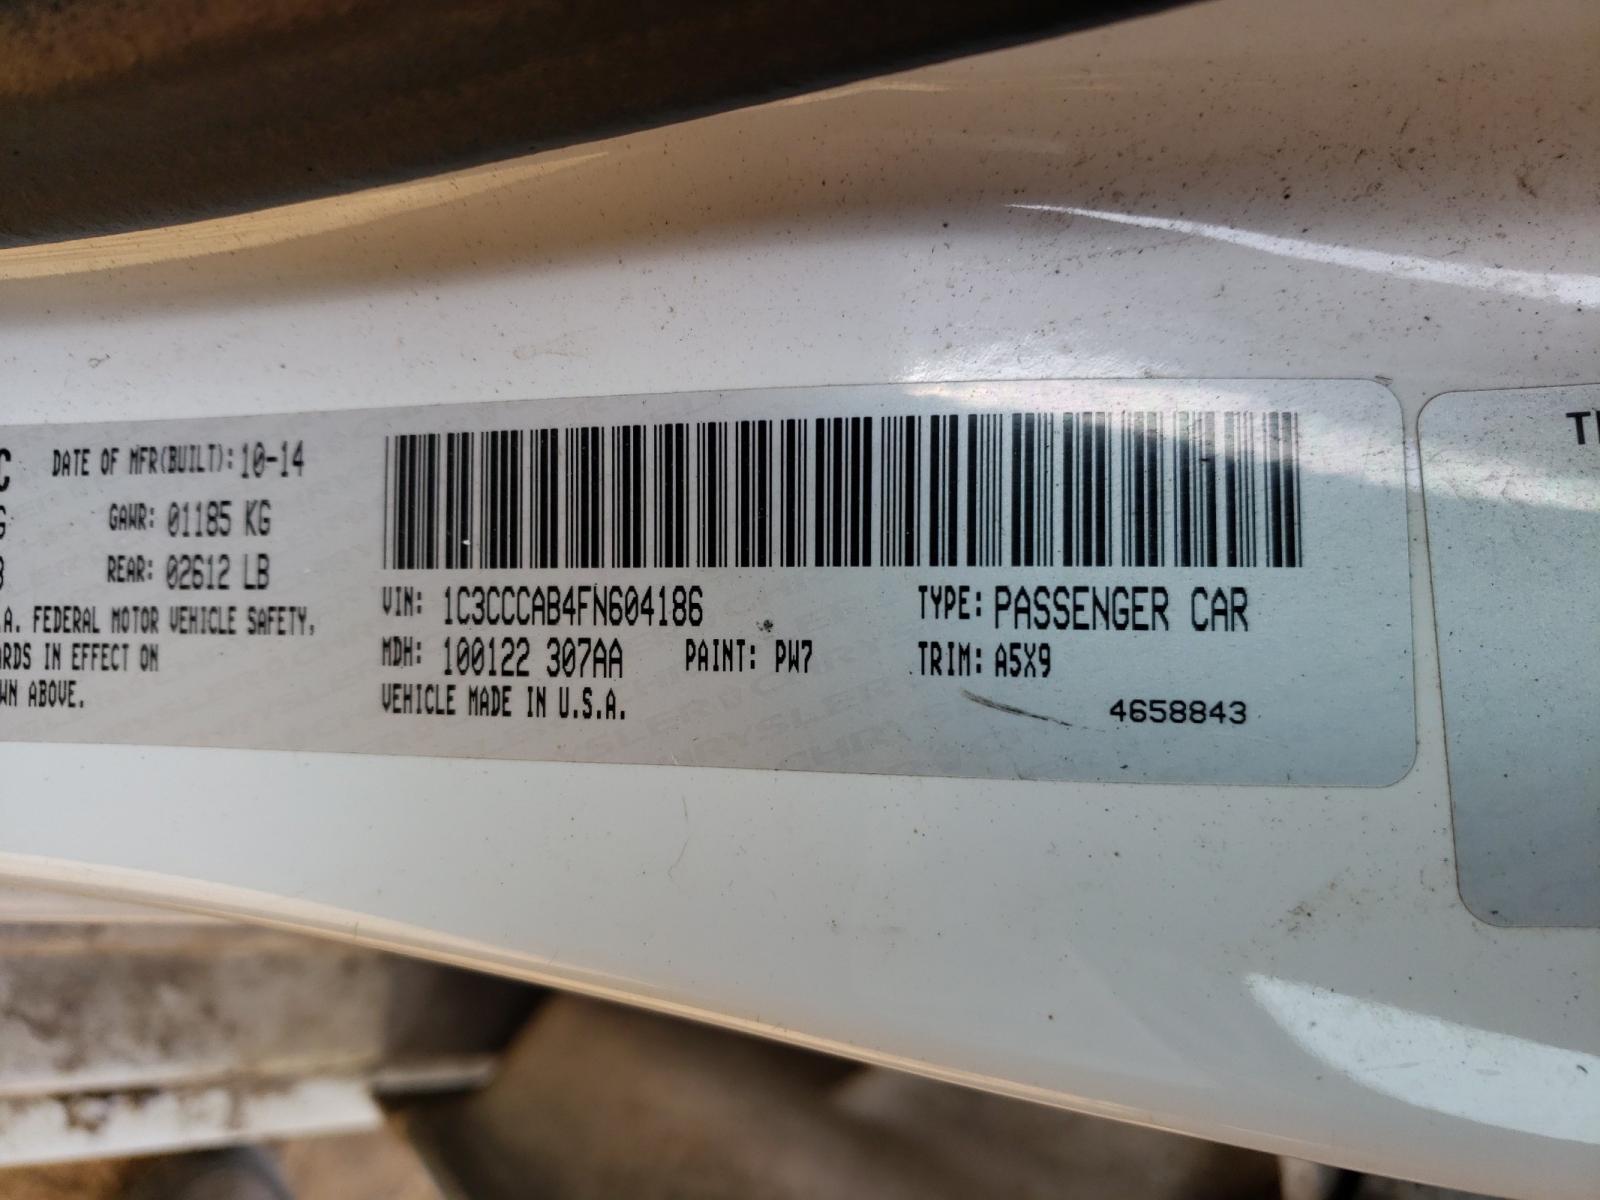 C DATE OF MFR(BUILT): 10-14
G GAWR: 01185 KG
B REAR: 02612 LB
.A. FEDERAL MOTOR VEHICLE SAFETY,
ARDS IN EFFECT ON
WN ABOVE.
VIN: 1C3CCCAB4FN604186 TYPE: PASSENGER CAR
MDH: 100122 307AA PAINT: PW7 TRIM: A5X9
VEHICLE MADE IN U.S.A.
4658843